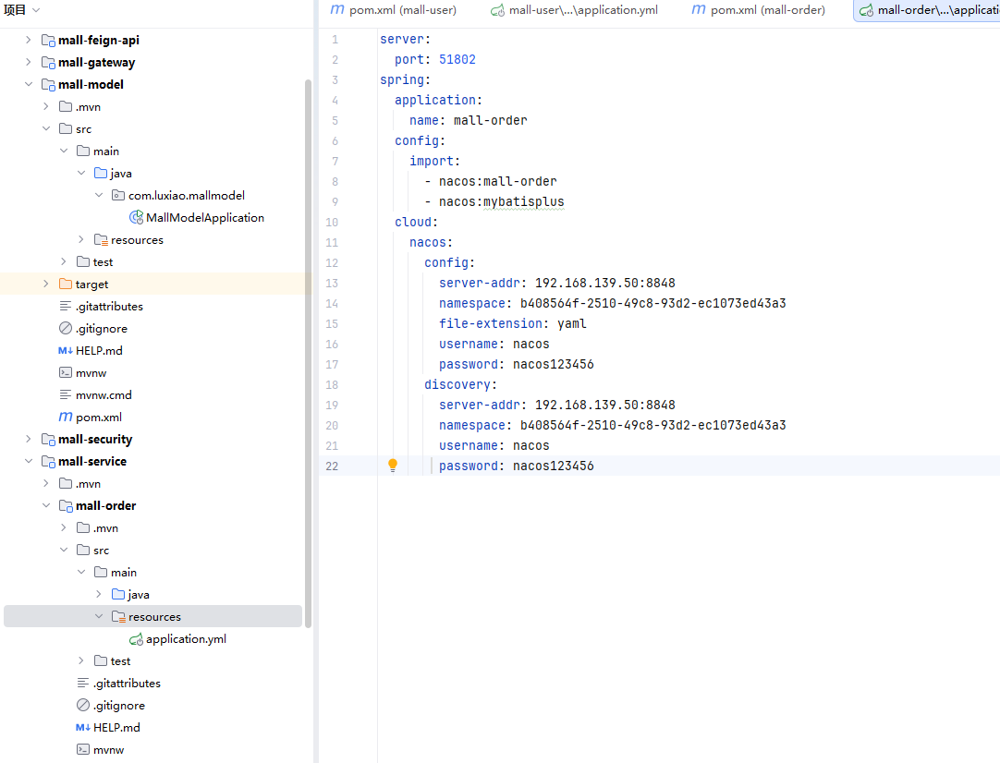 项目
mall-feign-api
mall-gateway
mall-model
.mvn
src
main
java
com.luxiao.mallmodel
MallModelApplication
resources
test
target
.gitattributes
.gitignore
M↓ HELP.md
mvnw
mvnw.cmd
m pom.xml
mall-security
mall-service
.mvn
mall-order
.mvn
src
main
java
resources
application.yml
test
.gitattributes
.gitignore
M↓ HELP.md
mvnw
m pom.xml (mall-user) mall-user\...\application.yml m pom.xml (mall-order) mall-order\...\applicati
1 server:
2 port: 51802
3 spring:
4 application:
5 name: mall-order
6 config:
7 import:
8 - nacos:mall-order
9 - nacos:mybatisplus
10 cloud:
11 nacos:
12 config:
13 server-addr: 192.168.139.50:8848
14 namespace: b408564f-2510-49c8-93d2-ec1073ed43a3
15 file-extension: yaml
16 username: nacos
17 password: nacos123456
18 discovery:
19 server-addr: 192.168.139.50:8848
20 namespace: b408564f-2510-49c8-93d2-ec1073ed43a3
21 username: nacos
22 password: nacos123456